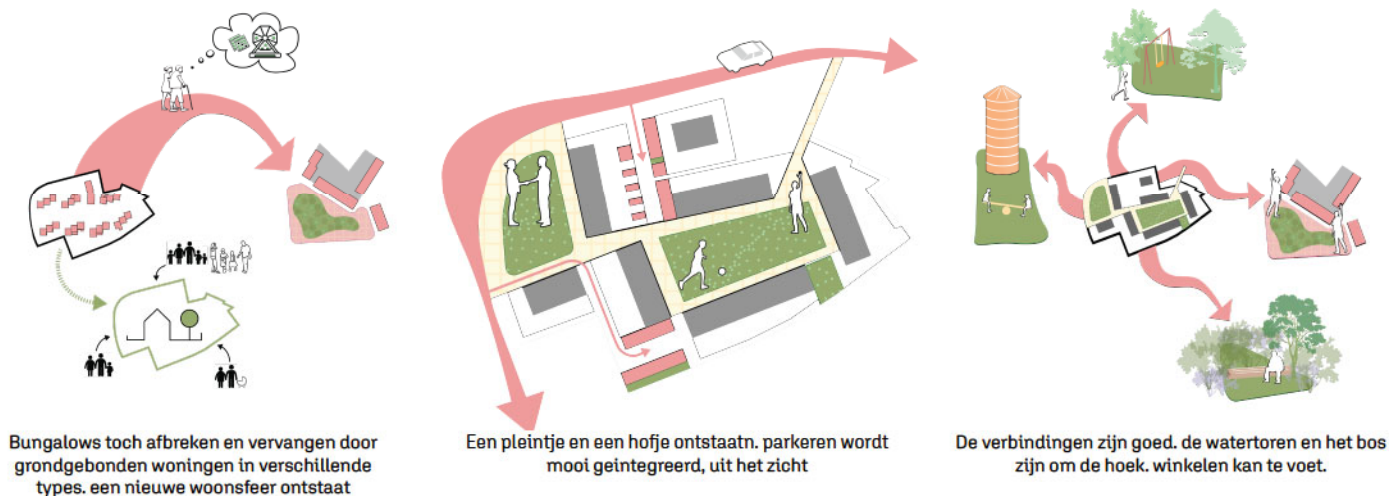 Bungalows toch afbreken en vervangen door
grondgebonden woningen in verschillende
types. een nieuwe woonsfeer ontstaat
Een pleintje en een hofje ontstaatn. parkeren wordt
mooi geintegreerd, uit het zicht
De verbindingen zijn goed. de watertoren en het bos
zijn om de hoek. winkelen kan te voet.